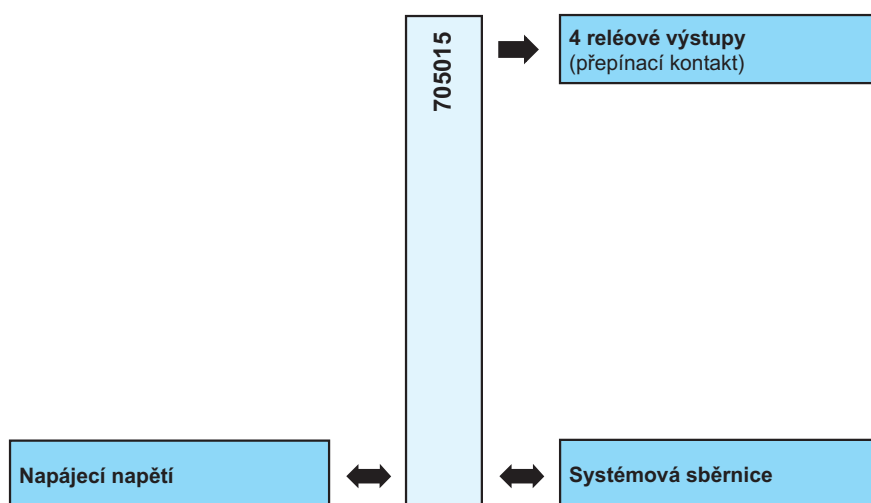 705015
4 reléové výstupy
(přepínací kontakt)
Napájecí napětí
Systémová sběrnice